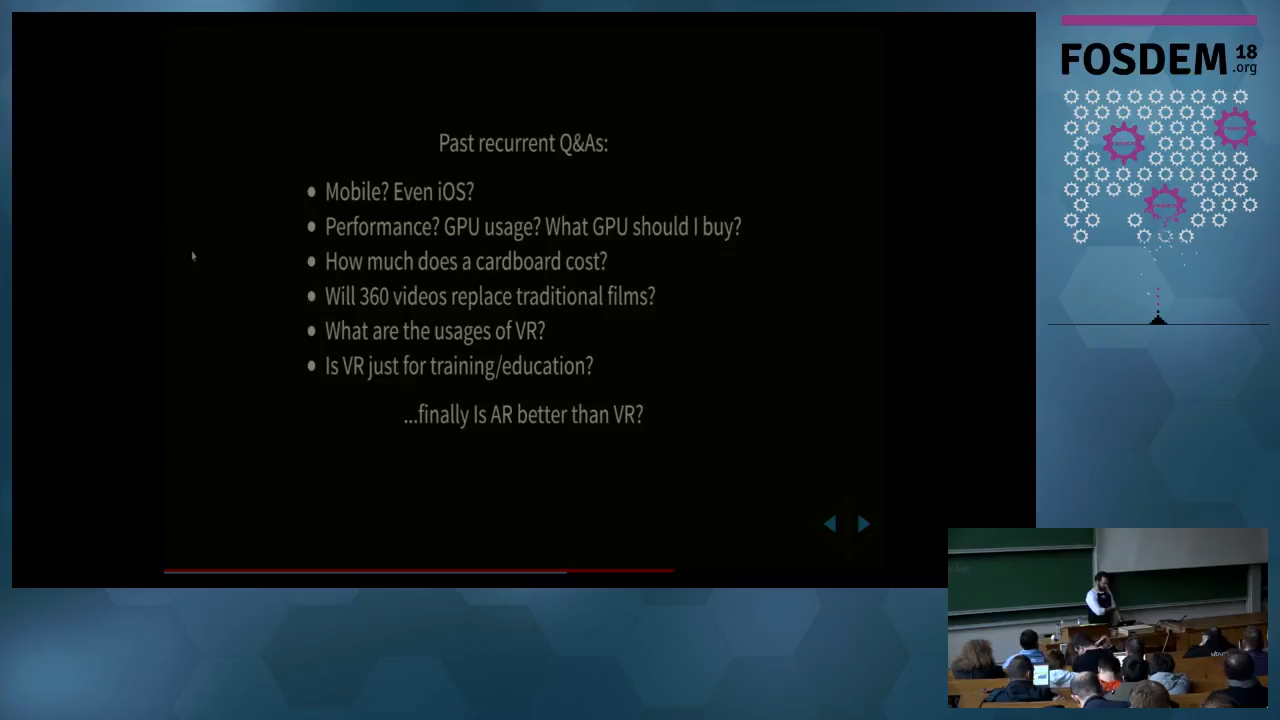 Past recurrent Q&As:
Mobile? Even iOS?
Performance? GPU usage? What GPU should I buy?
How much does a cardboard cost?
Will 360 videos replace traditional films?
What are the usages of VR?
Is VR just for training/education?
...finally Is AR better than VR?
FOSDEM 18
.org